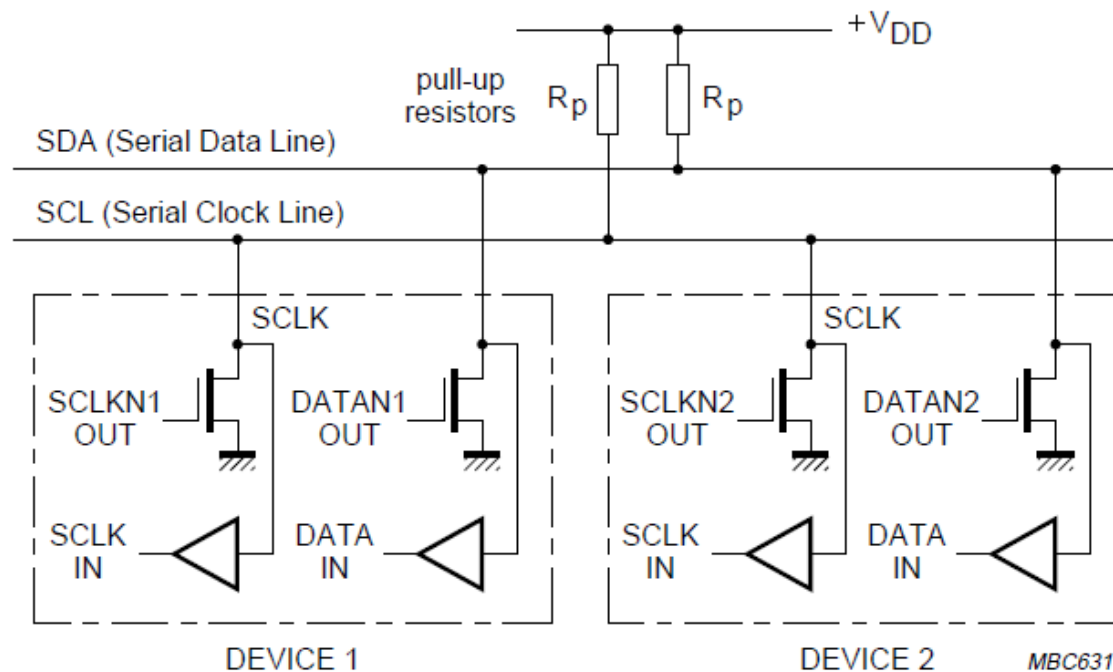 +VDD
pull-up
resistors
Rp
Rp
SDA (Serial Data Line)
SCL (Serial Clock Line)
SCLK
SCLKN1
OUT
DATAN1
OUT
SCLK
IN
DATA
IN
DEVICE 1
SCLK
SCLKN2
OUT
DATAN2
OUT
SCLK
IN
DATA
IN
DEVICE 2
MBC631